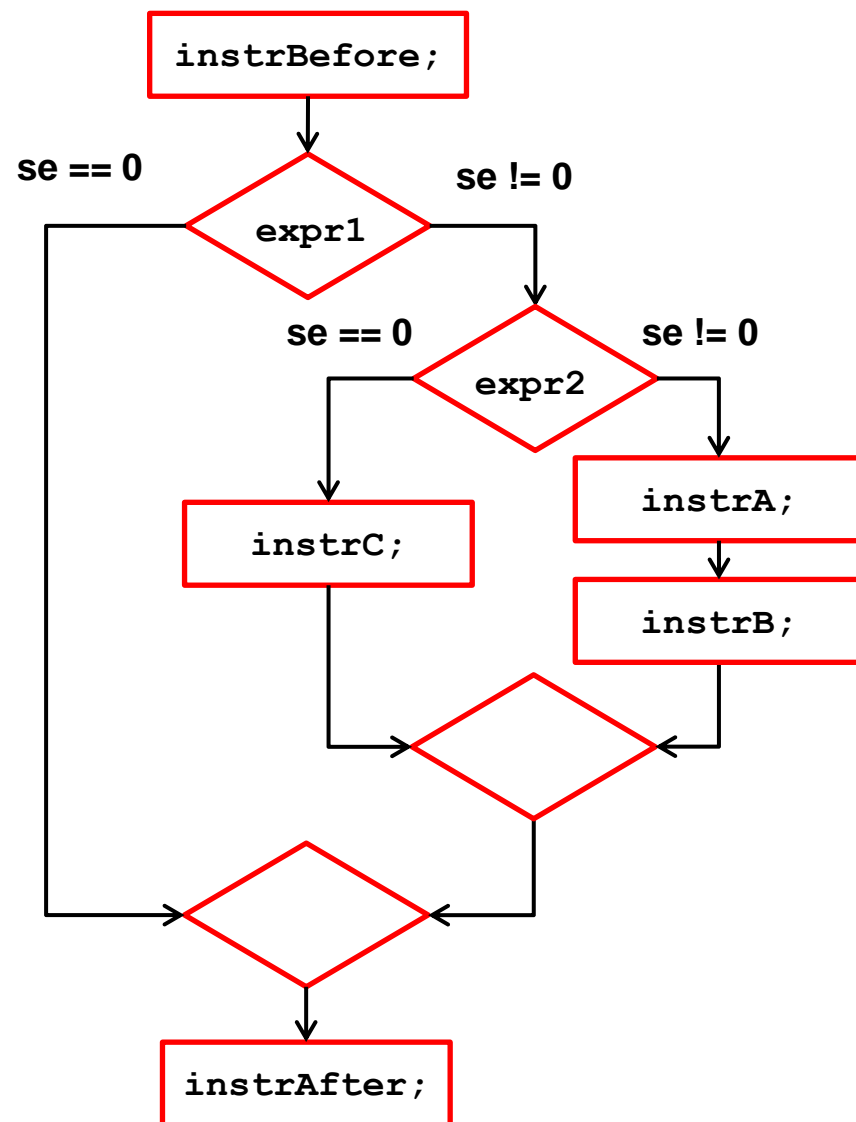 instrBefore;
se == 0
se != 0
expr1
se == 0
se != 0
expr2
instrA;
instrC;
instrB;
instrAfter;